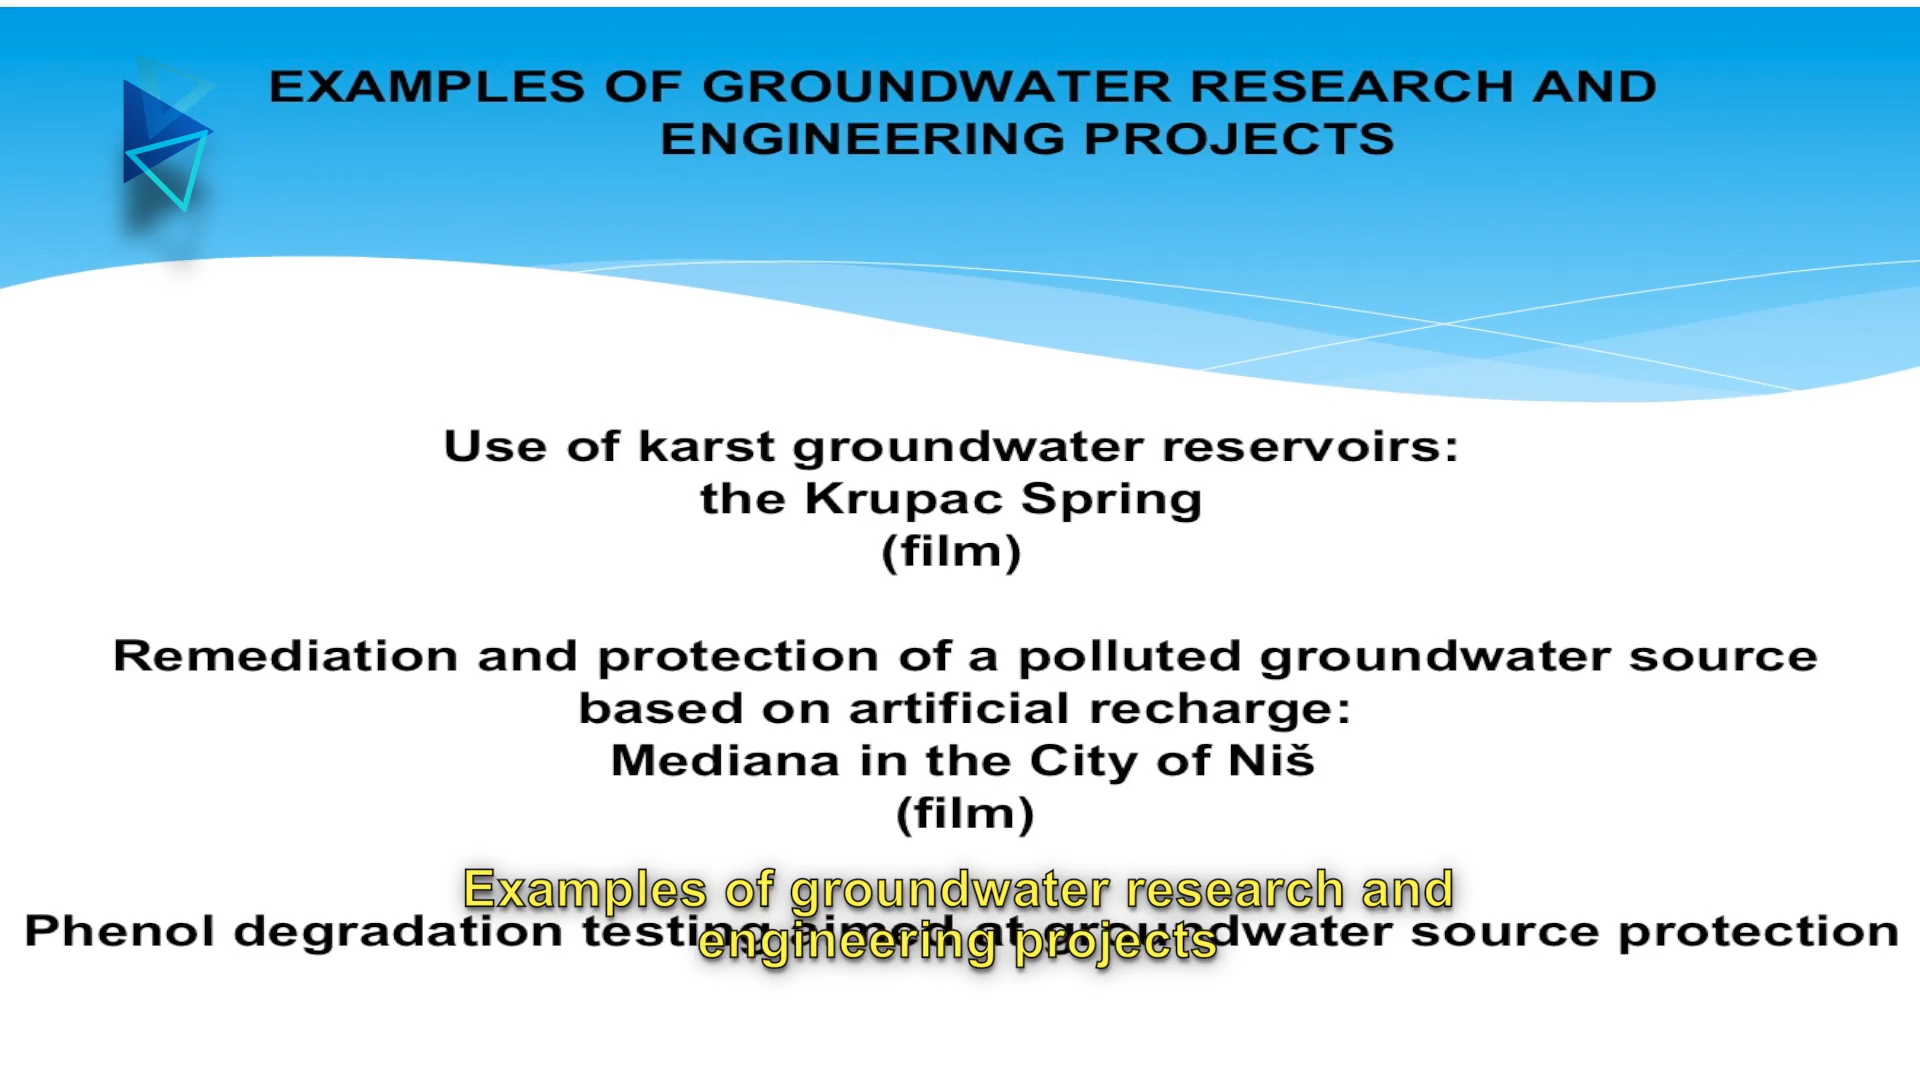 EXAMPLES OF GROUNDWATER RESEARCH AND
ENGINEERING PROJECTS
Use of karst groundwater reservoirs:
the Krupac Spring
(film)
Remediation and protection of a polluted groundwater source
based on artificial recharge:
Mediana in the City of Niš
(film)
Examples of groundwater research and
Phenol degradation testing aimed at groundwater source protection
engineering projects